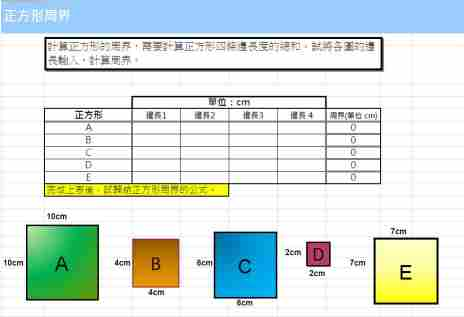 正方形周界
計算正方形的周界，需要計算正方形四條邊長度的總和。試將各圖的邊
長輸入，計算周界。
單位：cm
正方形 邊長1 邊長2 邊長3 邊長 4 周界(單位 cm)
A 0
B 0
C 0
D 0
E 0
完成上表後，試歸納正方形周界的公式。
10cm
10cm A
4cm B
4cm
6cm C
6cm
2cm D
2cm
7cm
7cm E